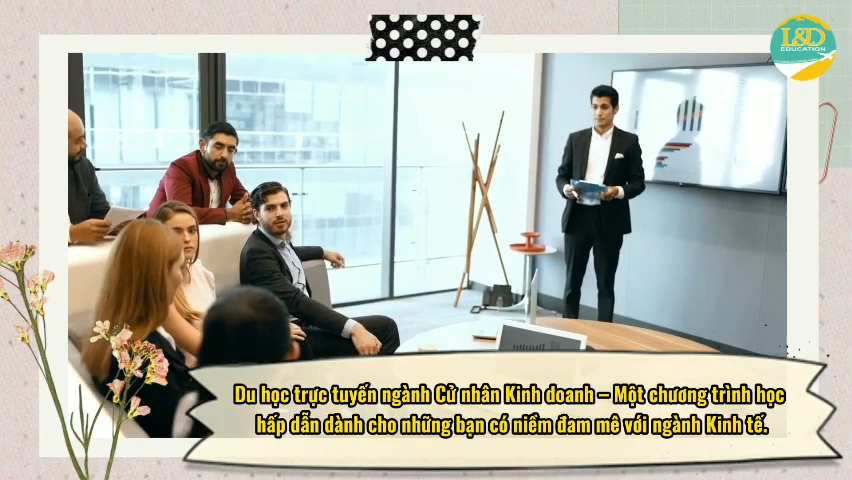 I&D
EDUCATION
Du học trực tuyến ngành Cử nhân Kinh doanh – Một chương trình học
hấp dẫn dành cho những bạn có niềm đam mê với ngành Kinh tế.